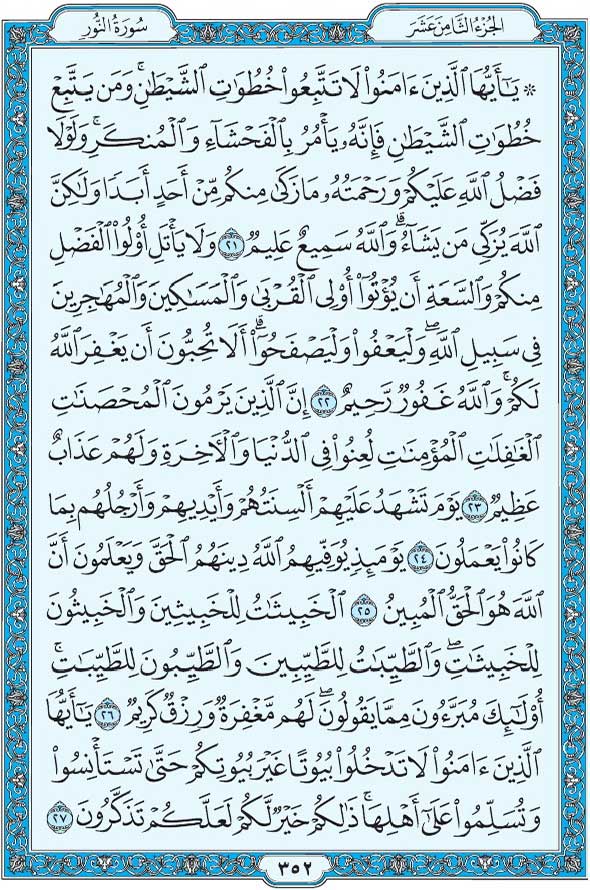 الجزء الثامن عشر
سورة النور
۞ يَٰٓأَيُّهَا ٱلَّذِينَ ءَامَنُوا۟ لَا تَتَّبِعُوا۟ خُطُوَٰتِ ٱلشَّيْطَٰنِ ۚ وَمَن يَتَّبِعْ
خُطُوَٰتِ ٱلشَّيْطَٰنِ فَإِنَّهُۥ يَأْمُرُ بِٱلْفَحْشَآءِ وَٱلْمُنكَرِ ۚ وَلَوْلَا
فَضْلُ ٱللَّهِ عَلَيْكُمْ وَرَحْمَتُهُۥ مَا زَكَىٰ مِنكُم مِّنْ أَحَدٍ أَبَدًا وَلَٰكِنَّ
ٱللَّهَ يُزَكِّى مَن يَشَآءُ ۗ وَٱللَّهُ سَمِيعٌ عَلِيمٌ ٢١ وَلَا يَأْتَلِ أُو۟لُوا۟ ٱلْفَضْلِ
مِنكُمْ وَٱلسَّعَةِ أَن يُؤْتُوٓا۟ أُو۟لِى ٱلْقُرْبَىٰ وَٱلْمَسَٰكِينَ وَٱلْمُهَٰجِرِينَ
فِى سَبِيلِ ٱللَّهِ ۖ وَلْيَعْفُوا۟ وَلْيَصْفَحُوٓا۟ ۗ أَلَا تُحِبُّونَ أَن يَغْفِرَ ٱللَّهُ
لَكُمْ ۗ وَٱللَّهُ غَفُورٌ رَّحِيمٌ ٢٢ إِنَّ ٱلَّذِينَ يَرْمُونَ ٱلْمُحْصَنَٰتِ
ٱلْغَٰفِلَٰتِ ٱلْمُؤْمِنَٰتِ لُعِنُوا۟ فِى ٱلدُّنْيَا وَٱلْءَاخِرَةِ وَلَهُمْ عَذَابٌ
عَظِيمٌ ٢٣ يَوْمَ تَشْهَدُ عَلَيْهِمْ أَلْسِنَتُهُمْ وَأَيْدِيهِمْ وَأَرْجُلُهُم بِمَا
كَانُوا۟ يَعْمَلُونَ ٢٤ يَوْمَئِذٍ يُوَفِّيهِمُ ٱللَّهُ دِينَهُمُ ٱلْحَقَّ وَيَعْلَمُونَ أَنَّ
ٱللَّهَ هُوَ ٱلْحَقُّ ٱلْمُبِينُ ٢٥ ٱلْخَبِيثَٰتُ لِلْخَبِيثِينَ وَٱلْخَبِيثُونَ
لِلْخَبِيثَٰتِ ۖ وَٱلطَّيِّبَٰتُ لِلطَّيِّبِينَ وَٱلطَّيِّبُونَ لِلطَّيِّبَٰتِ ۚ
أُو۟لَٰٓئِكَ مُبَرَّءُونَ مِمَّا يَقُولُونَ ۖ لَهُم مَّغْفِرَةٌ وَرِزْقٌ كَرِيمٌ ٢٦ يَٰٓأَيُّهَا
ٱلَّذِينَ ءَامَنُوا۟ لَا تَدْخُلُوا۟ بُيُوتًا غَيْرَ بُيُوتِكُمْ حَتَّىٰ تَسْتَأْنِسُوا۟
وَتُسَلِّمُوا۟ عَلَىٰٓ أَهْلِهَا ۚ ذَٰلِكُمْ خَيْرٌ لَّكُمْ لَعَلَّكُمْ تَذَكَّرُونَ ٢٧
٣٥٢